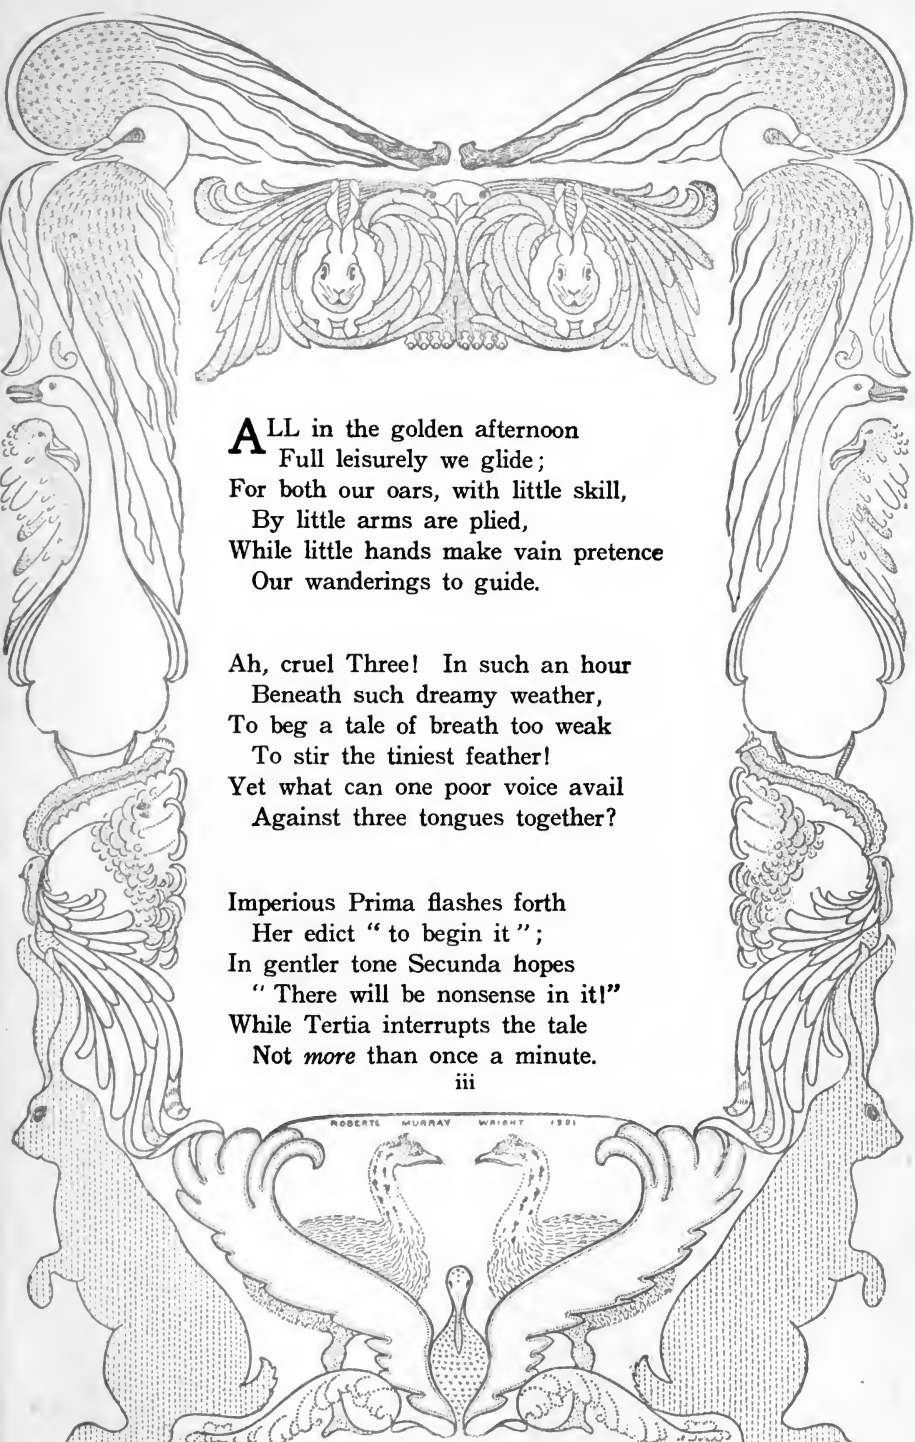 ALL in the golden afternoon
Full leisurely we glide;
For both our oars, with little skill,
By little arms are plied,
While little hands make vain pretence
Our wanderings to guide.
Ah, cruel Three! In such an hour
Beneath such dreamy weather,
To beg a tale of breath too weak
To stir the tiniest feather!
Yet what can one poor voice avail
Against three tongues together?
Imperious Prima flashes forth
Her edict “ to begin it ”;
In gentler tone Secunda hopes
“ There will be nonsense in it!”
While Tertia interrupts the tale
Not more than once a minute.
iii
MURRAY WRIGHT 1901